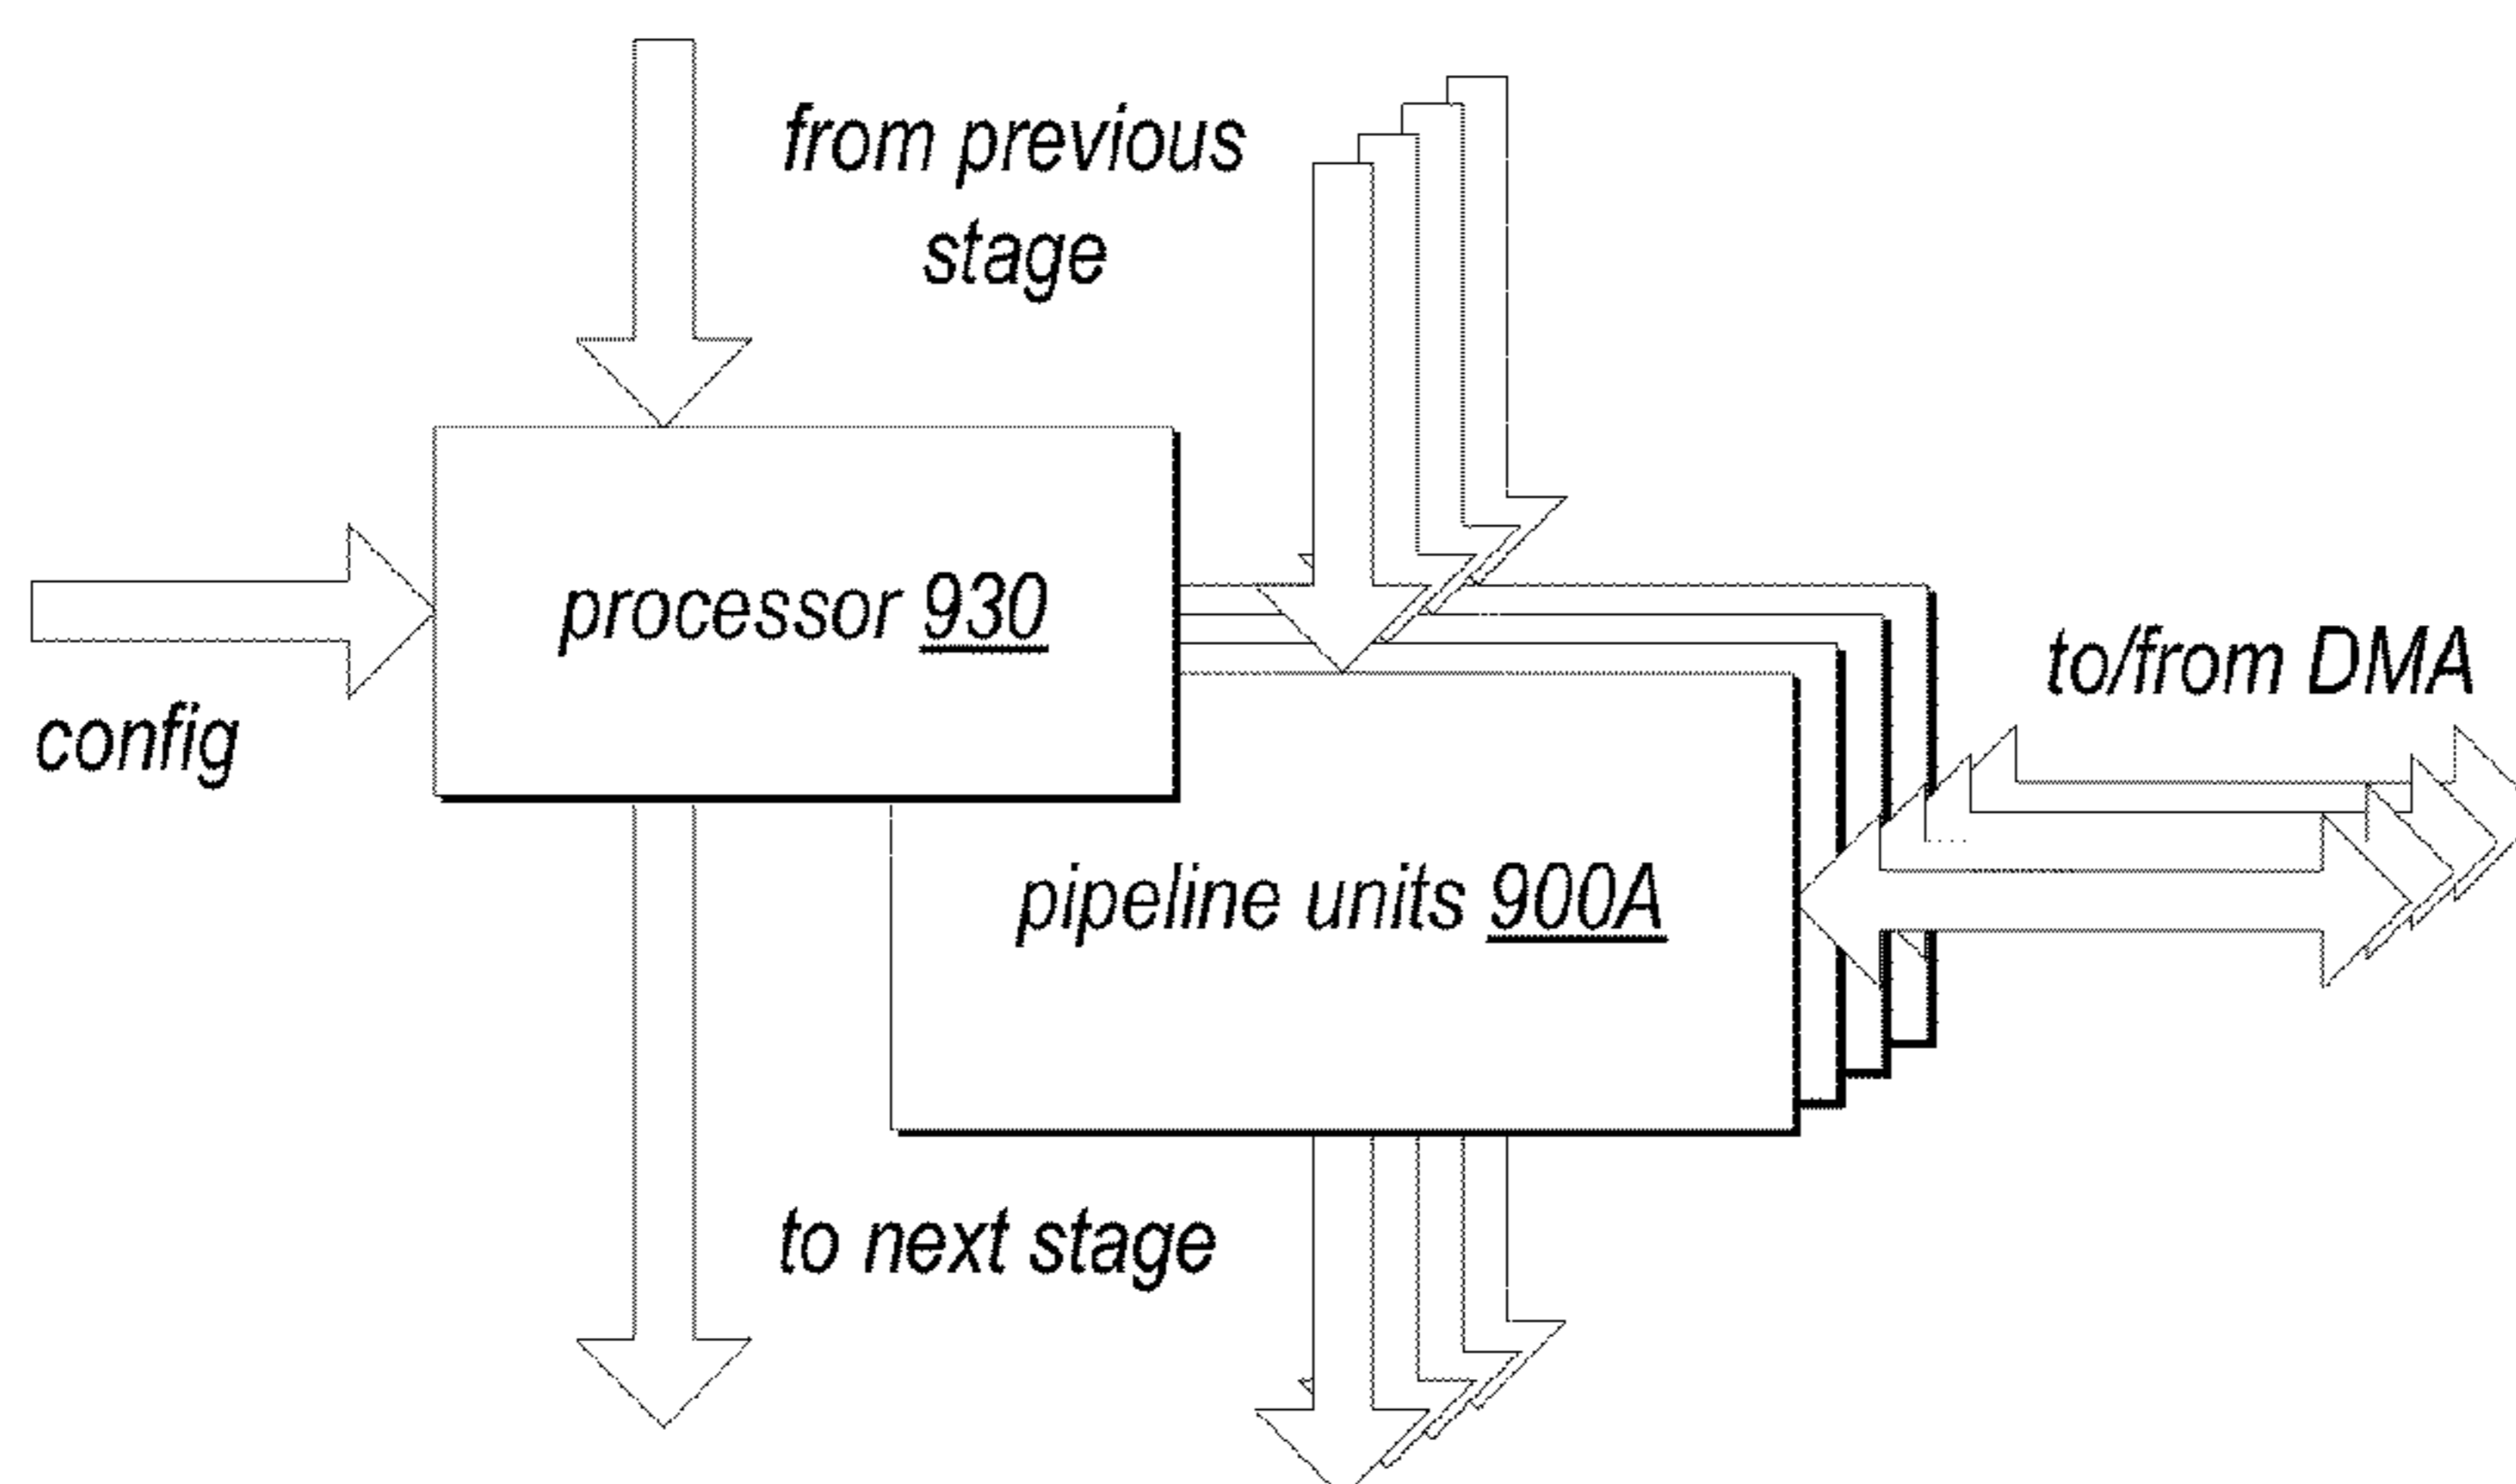 from previous
stage
processor 930
to/from DMA
config
pipeline units 900A
to next stage